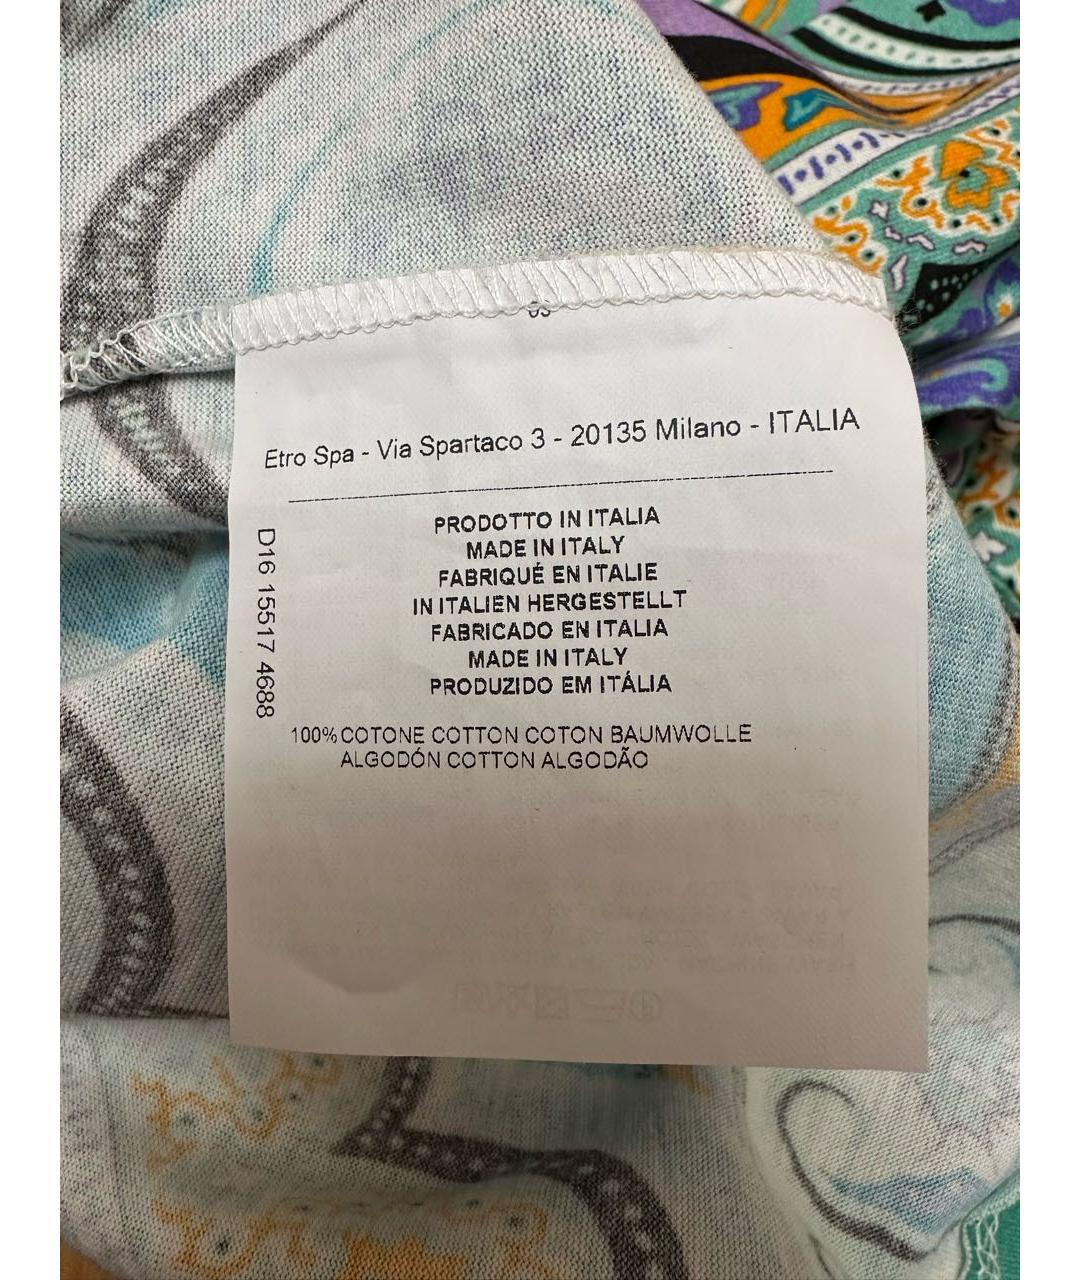 Etro Spa - Via Spartaco 3 - 20135 Milano - ITALIA
PRODOTTO IN ITALIA
MADE IN ITALY
FABRIQUÉ EN ITALIE
IN ITALIEN HERGESTELLT
FABRICADO EN ITALIA
MADE IN ITALY
PRODUZIDO EM ITÁLIA
D16 15517 4688
100% COTONE COTTON COTON BAUMWOLLE
ALGODÓN COTTON ALGODÃO